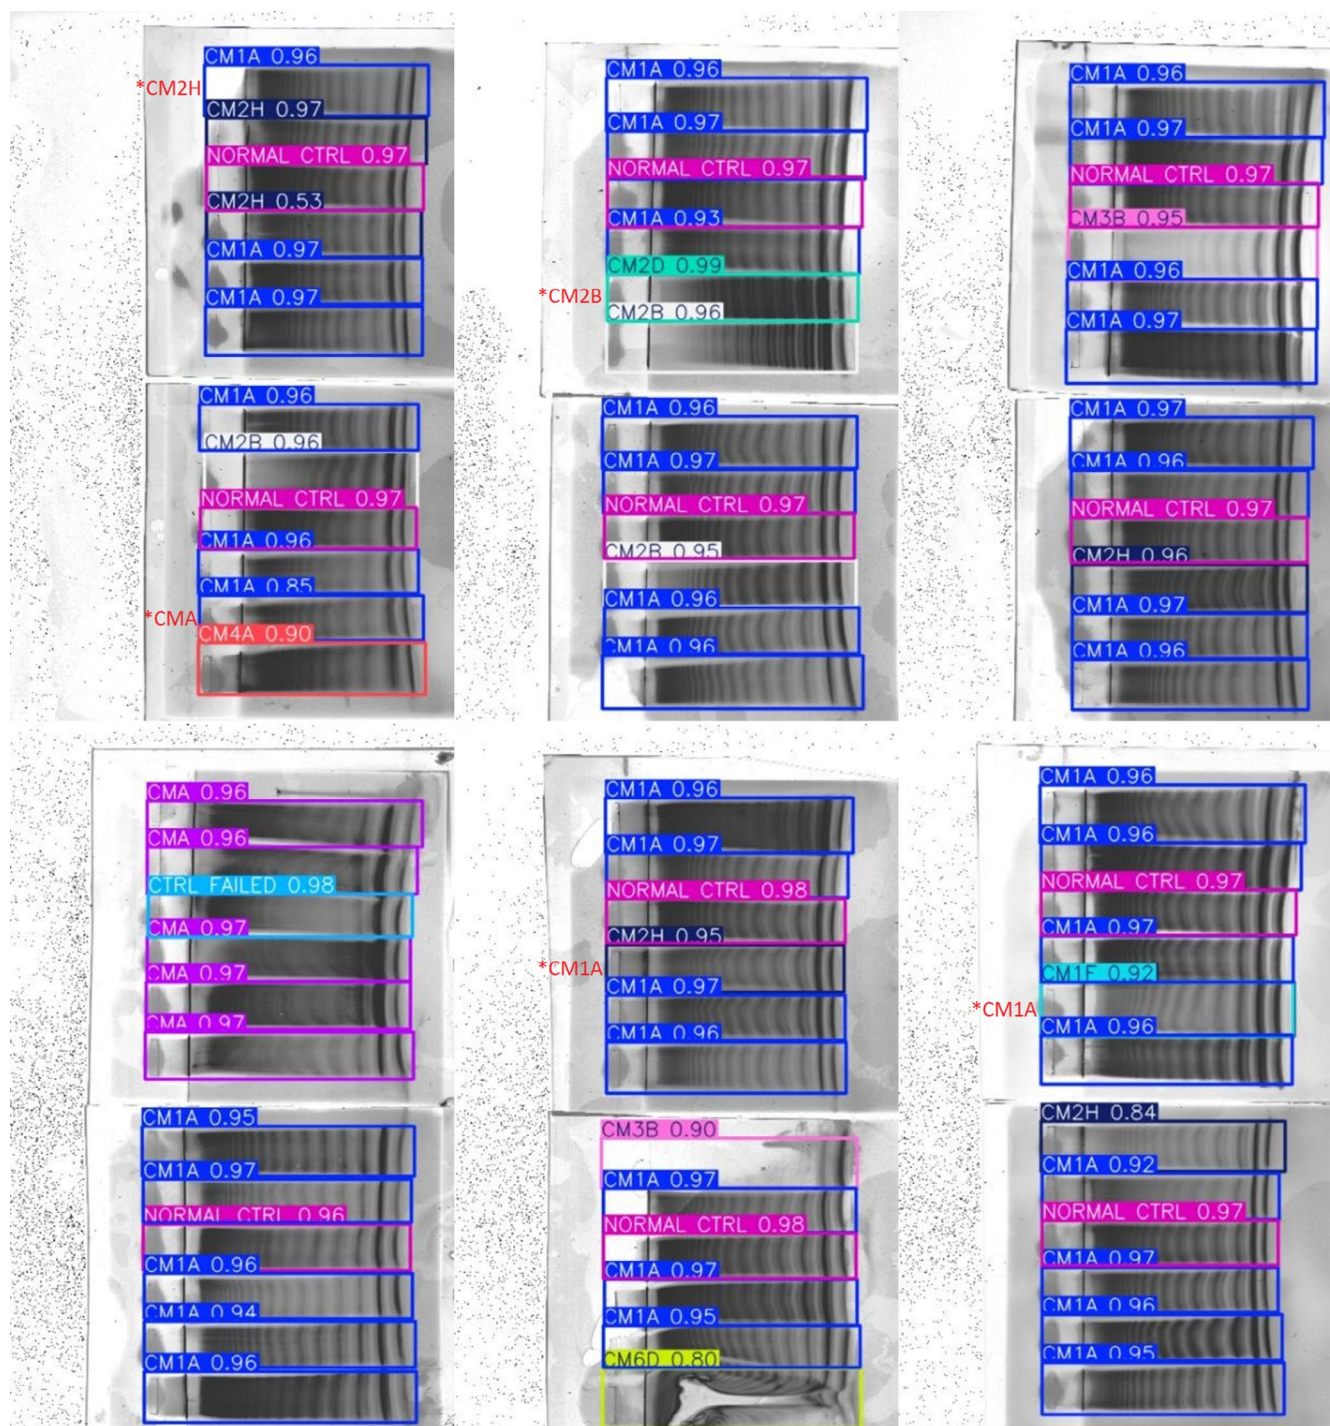 CM1A 0.96
*CM2H
CM2H 0.97
NORMAL CTRL 0.97
CM2H 0.53
CM1A 0.97
CM1A 0.97
CM1A 0.96
CM1A 0.97
NORMAL CTRL 0.97
CM1A 0.93
CM2D 0.99
*CM2B
CM2B 0.96
CM1A 0.96
CM1A 0.97
NORMAL CTRL 0.97
CM3B 0.95
CM1A 0.96
CM1A 0.97
CM1A 0.96
CM2B 0.96
NORMAL CTRL 0.97
CM1A 0.96
CM1A 0.85
*CMA
CM4A 0.90
CM1A 0.96
CM1A 0.97
NORMAL CTRL 0.97
CM2B 0.95
CM1A 0.96
CM1A 0.96
CM1A 0.97
CM1A 0.96
NORMAL CTRL 0.97
CM2H 0.96
CM1A 0.97
CM1A 0.96
CMA 0.96
CMA 0.96
CTRL FAILED 0.98
CMA 0.97
CMA 0.97
CMA 0.97
CM1A 0.96
CM1A 0.97
NORMAL CTRL 0.98
CM2H 0.95
*CM1A
CM1A 0.97
CM1A 0.96
CM1A 0.96
CM1A 0.96
NORMAL CTRL 0.97
CM1A 0.97
CM1F 0.92
*CM1A
CM1A 0.96
CM1A 0.95
CM1A 0.97
NORMAL CTRL 0.96
CM1A 0.96
CM1A 0.94
CM1A 0.96
CM3B 0.90
CM1A 0.97
NORMAL CTRL 0.98
CM1A 0.97
CM1A 0.95
CM6D 0.80
CM2H 0.84
CM1A 0.92
NORMAL CTRL 0.97
CM1A 0.97
CM1A 0.96
CM1A 0.95